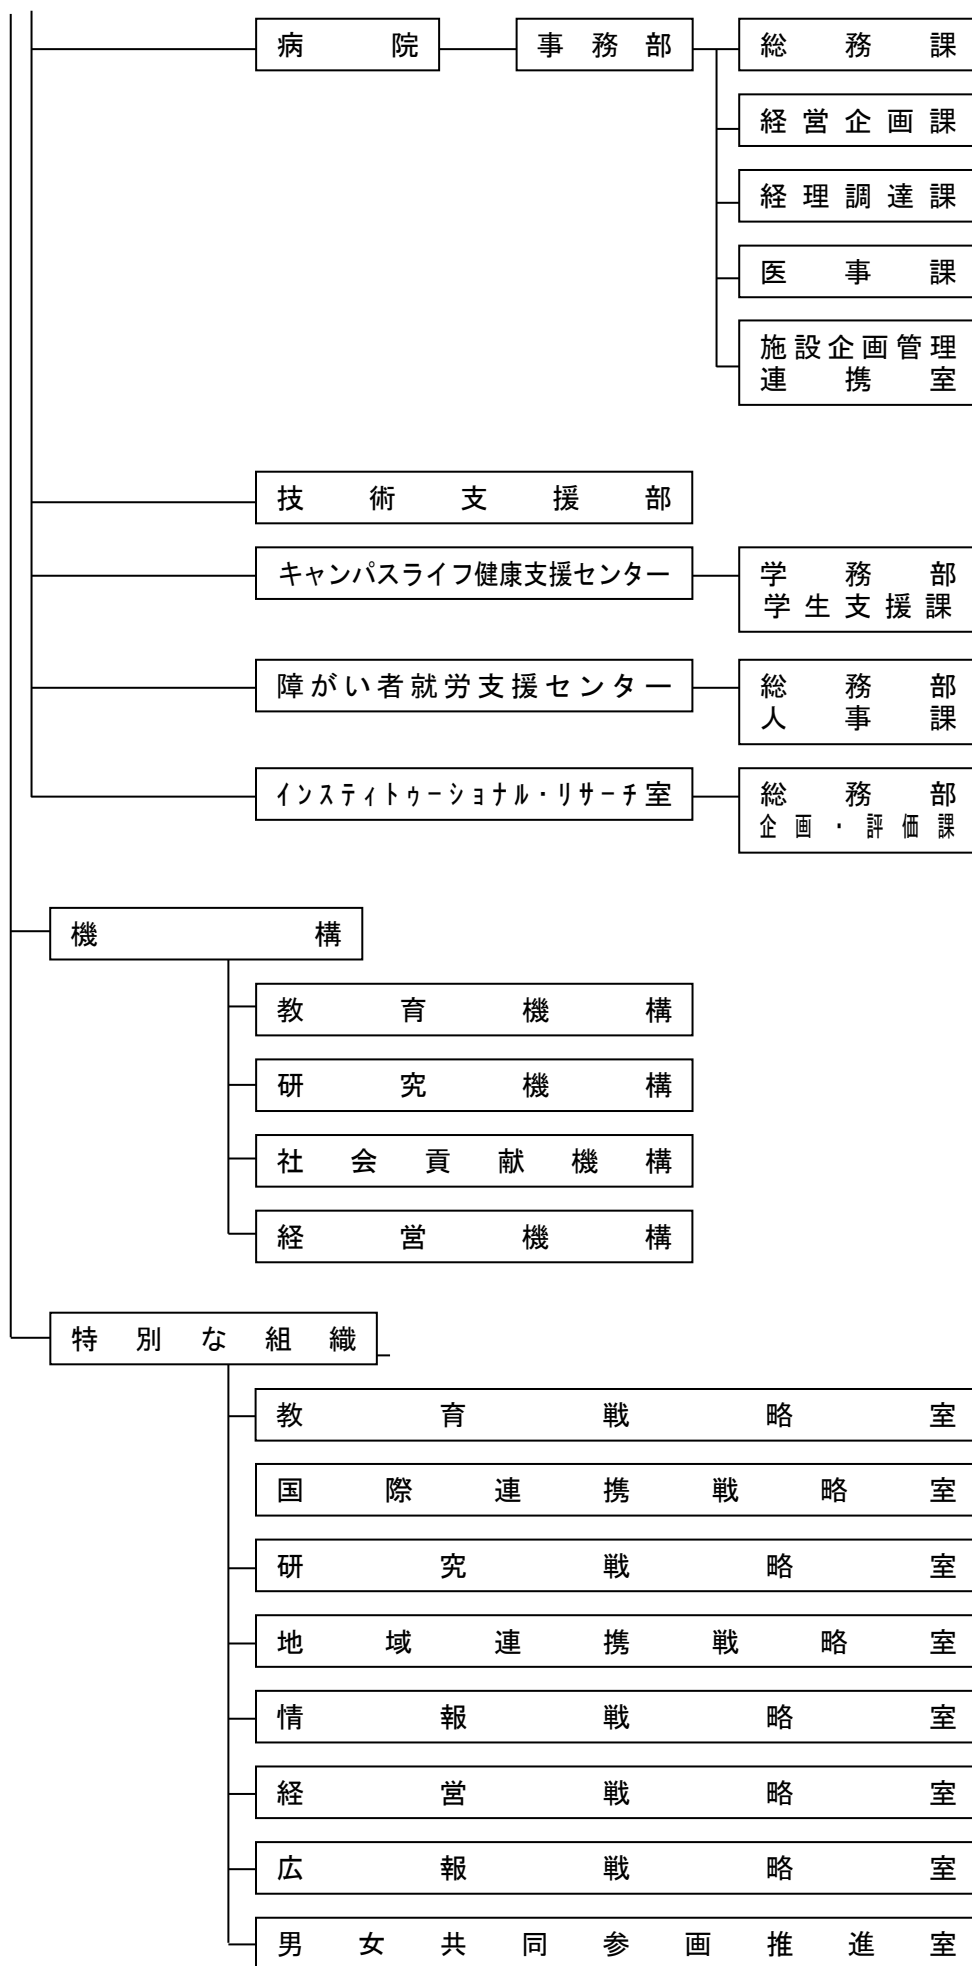 病院
事務部
総務課
経営企画課
経理調達課
医事課
施設企画管理
連携室
技術支援部
キャンパスライフ健康支援センター
学務部
学生支援課
障がい者就労支援センター
総務部
人事課
インスティトゥーショナル・リサーチ室
総務部
企画・評価課
機構
教育機構
研究機構
社会貢献機構
経営機構
特別な組織
教育戦略室
国際連携戦略室
研究戦略室
地域連携戦略室
情報戦略室
経営戦略室
広報戦略室
男女共同参画推進室